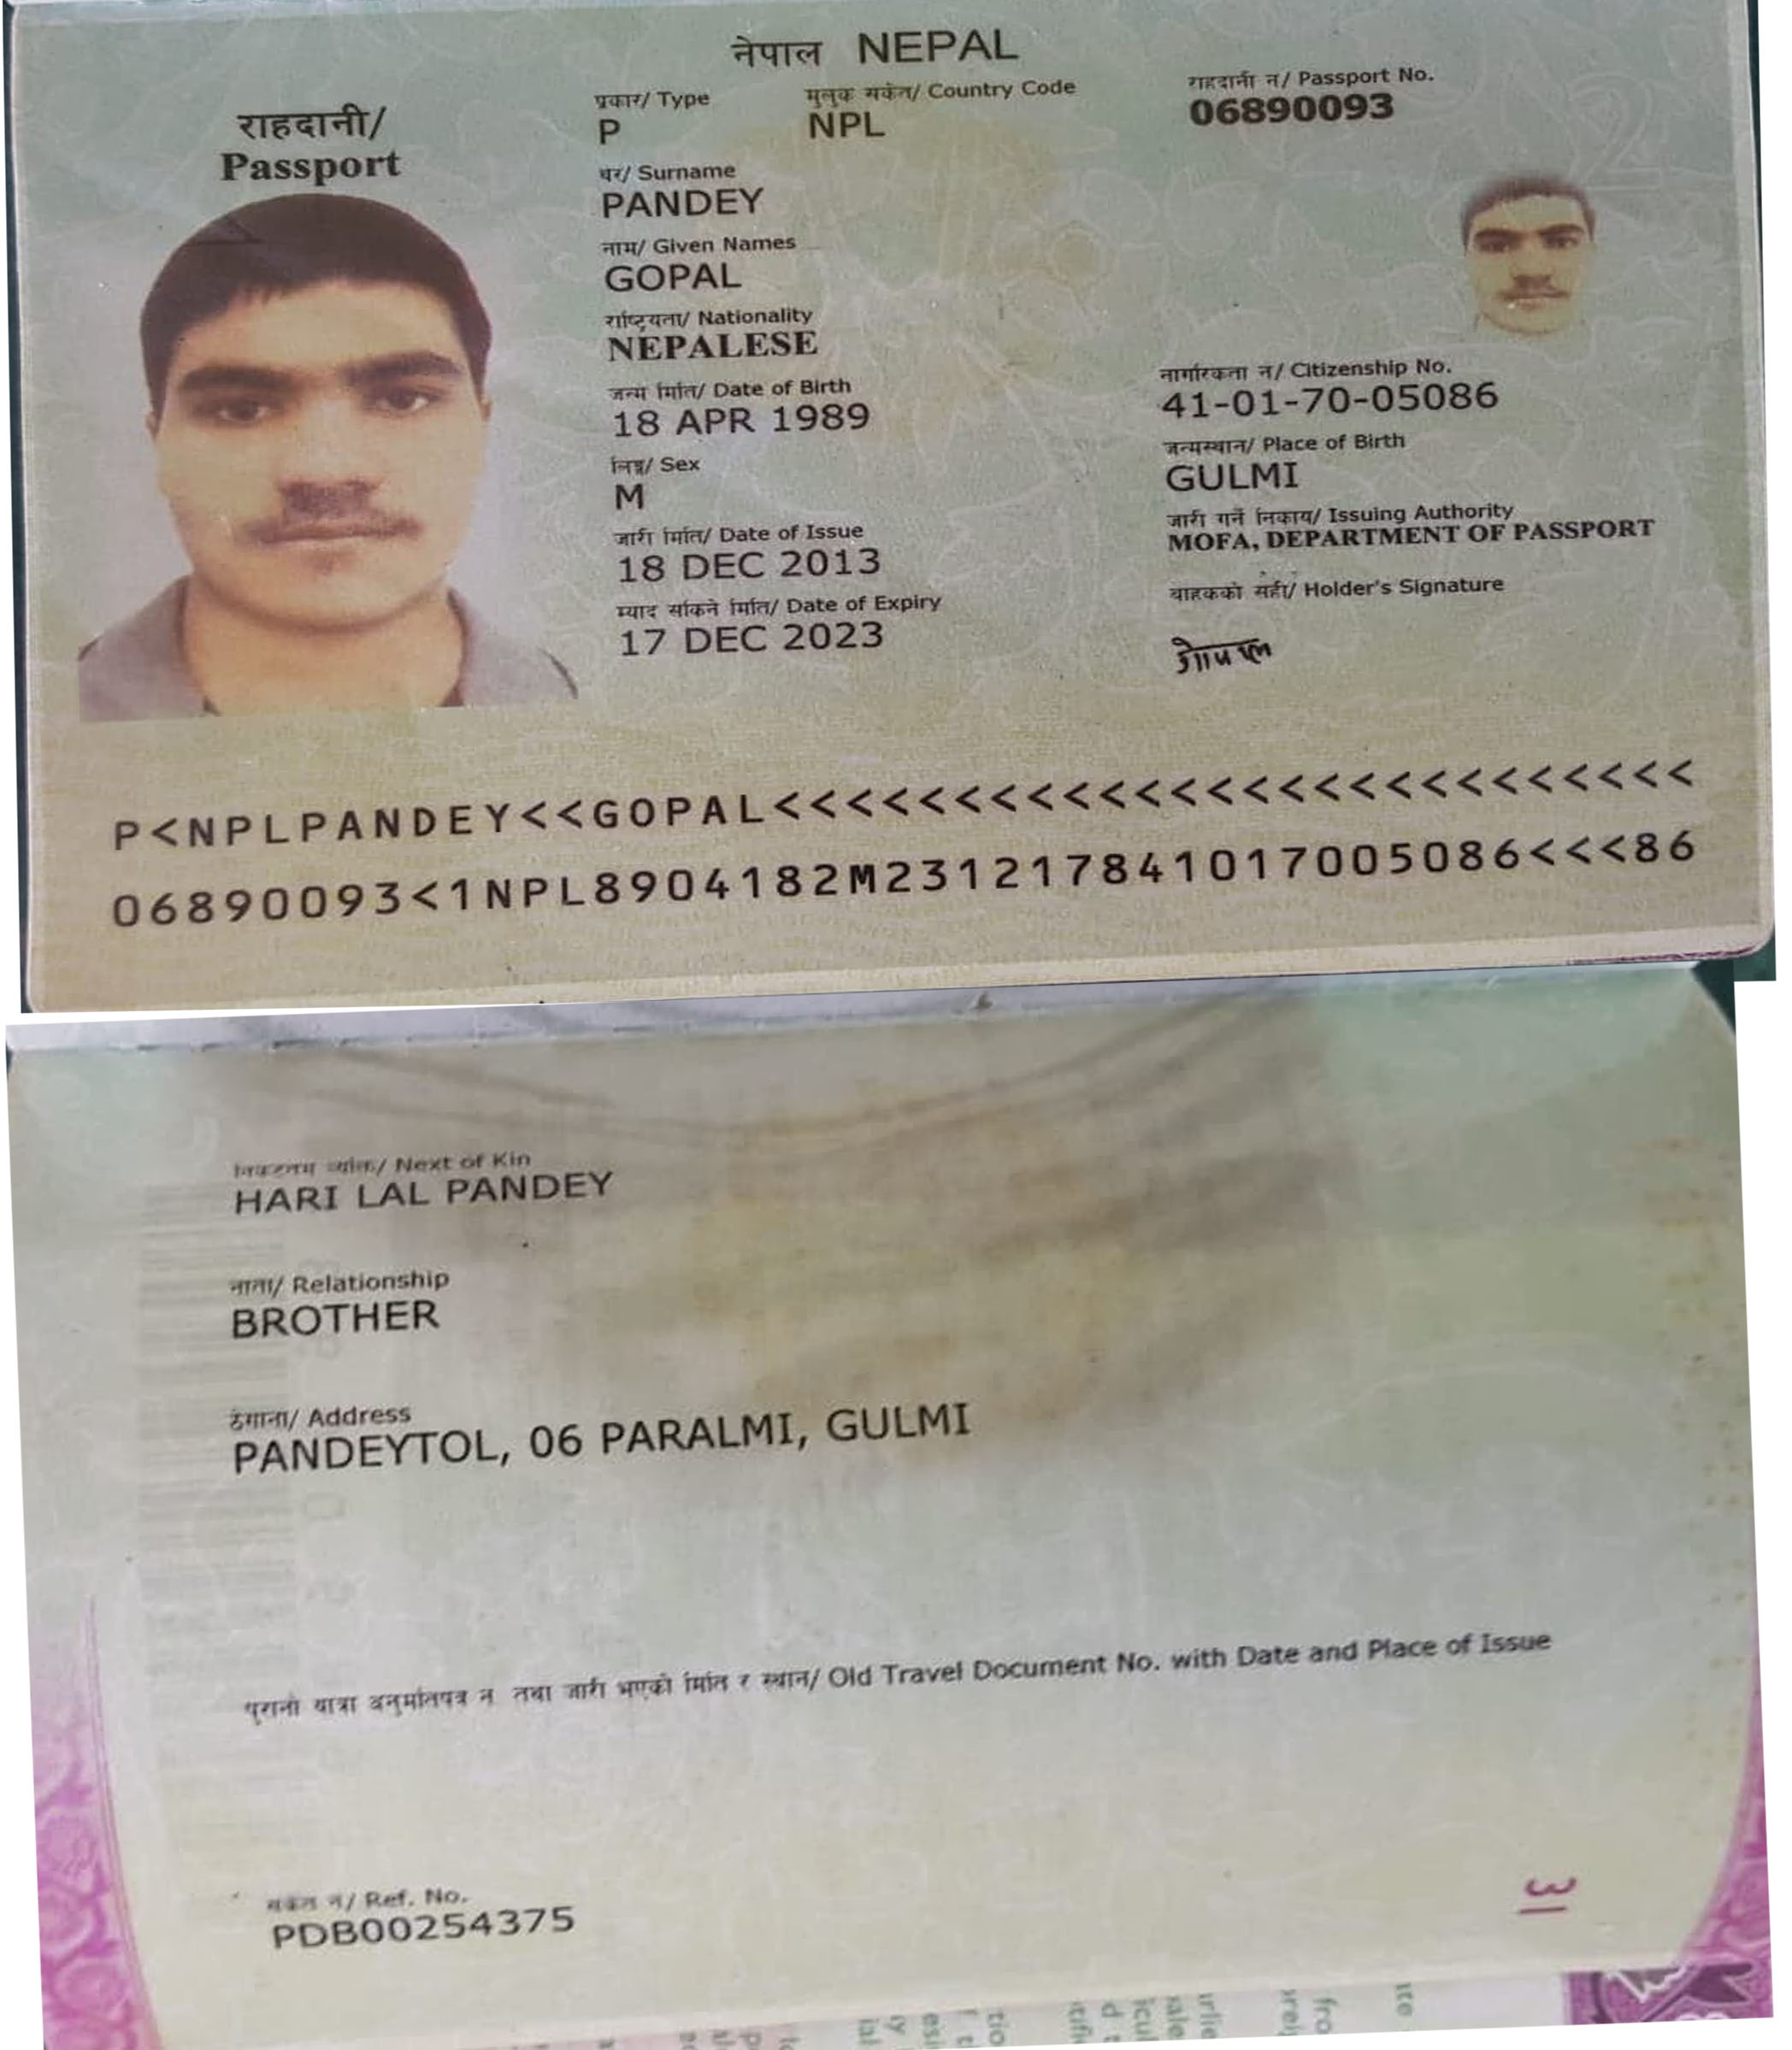 नेपाल NEPAL
राहदानी/
Passport
प्रकार/ Type
P
मुलुक संकेत/ Country Code
NPL
राहदानी नं/ Passport No.
06890093
थर/ Surname
PANDEY
नाम/ Given Names
GOPAL
राष्ट्रियता/ Nationality
NEPALESE
जन्म मिति/ Date of Birth
18 APR 1989
लिङ्ग/ Sex
M
जारी मिति/ Date of Issue
18 DEC 2013
म्याद सकिने मिति/ Date of Expiry
17 DEC 2023
नागरिकता नं/ Citizenship No.
41-01-70-05086
जन्मस्थान/ Place of Birth
GULMI
जारी गर्ने निकाय/ Issuing Authority
MOFA, DEPARTMENT OF PASSPORT
वाहकको सही/ Holder's Signature
गोपाल
P<NPLPANDEY<<GOPAL<<<<<<<<<<<<<<<<<<<<<<<<<<
06890093<1NPL8904182M231217841017005086<<<86
/ Next of Kin
HARI LAL PANDEY
नाता/ Relationship
BROTHER
ठेगाना/ Address
PANDEYTOL, 06 PARALMI, GULMI
पुरानो यात्रा अनुमतिपत्र नं तथा जारी भएको मिति र स्थान/ Old Travel Document No. with Date and Place of Issue
संकेत नं/ Ref. No.
PDB00254375
3